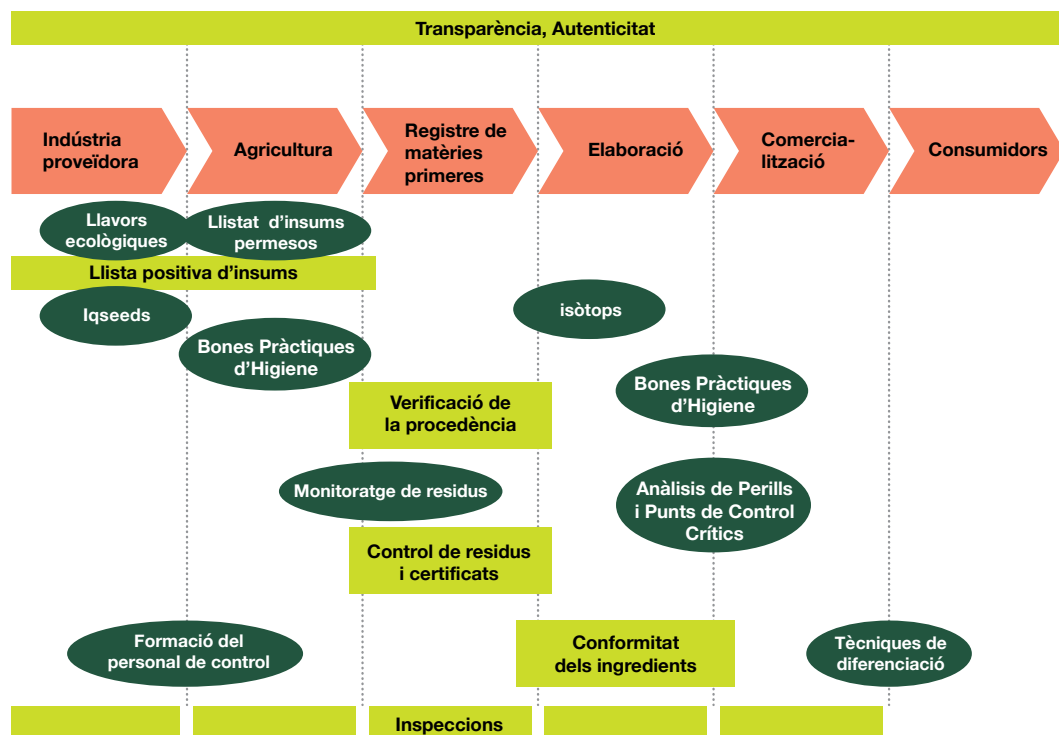 Transparència, Autenticitat
Indústria
proveïdora
Agricultura
Registre de
matèries
primeres
Elaboració
Comercia-
lització
Consumidors
Llavors
ecològiques
Llistat d’insums
permesos
Llista positiva d’insums
Iqseeds
isòtops
Bones Pràctiques
d’Higiene
Bones Pràctiques
d’Higiene
Verificació de
la procedència
Monitoratge de residus
Anàlisis de Perills
i Punts de Control
Crítics
Control de residus
i certificats
Formació del
personal de control
Conformitat
dels ingredients
Tècniques de
diferenciació
Inspeccions